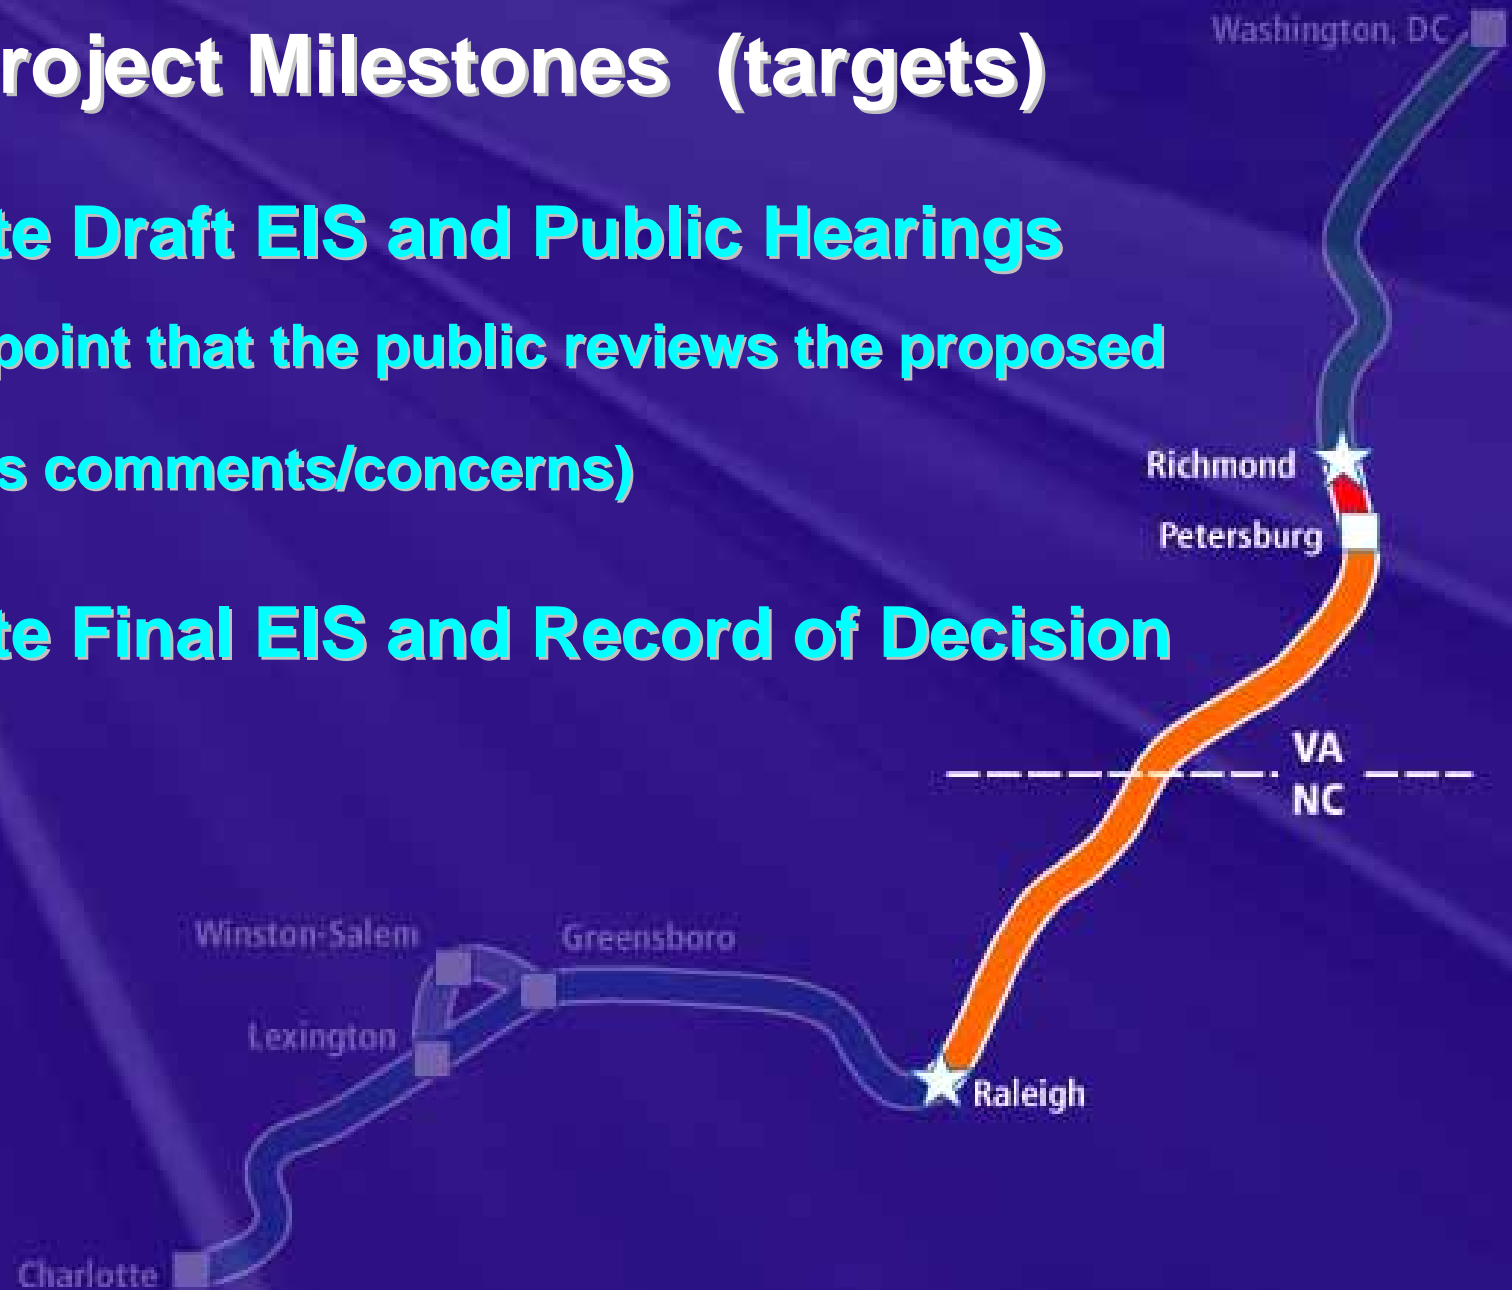 Washington, DC
roject Milestones (targets)
te Draft EIS and Public Hearings
point that the public reviews the proposed
s comments/concerns)
Richmond
Petersburg
te Final EIS and Record of Decision
VA
NC
Winston-Salem
Greensboro
Lexington
Raleigh
Charlotte